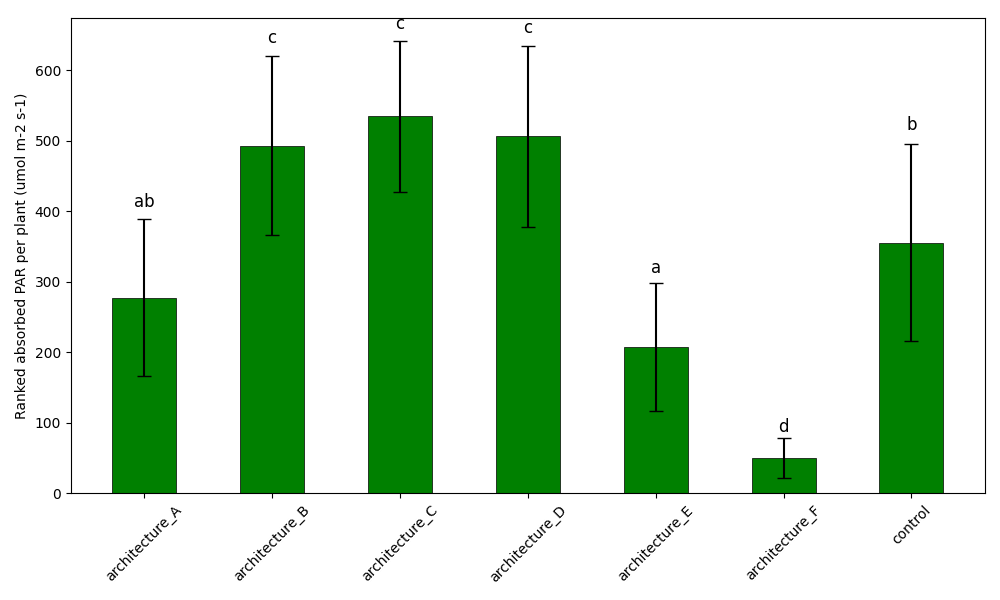 c
c
c
b
ab
a
d
Ranked absorbed PAR per plant (umol m-2 s-1)
600
500
400
300
200
100
0
architecture_A
architecture_B
architecture_C
architecture_D
architecture_E
architecture_F
control